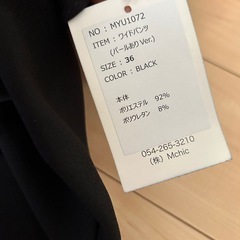 NO : MYU1072
ITEM : ワイドパンツ
(パールありVer.)
SIZE : 36
COLOR : BLACK
本体
ポリエステル 92%
ポリウレタン 8%
054-265-3210
(株) Mchic